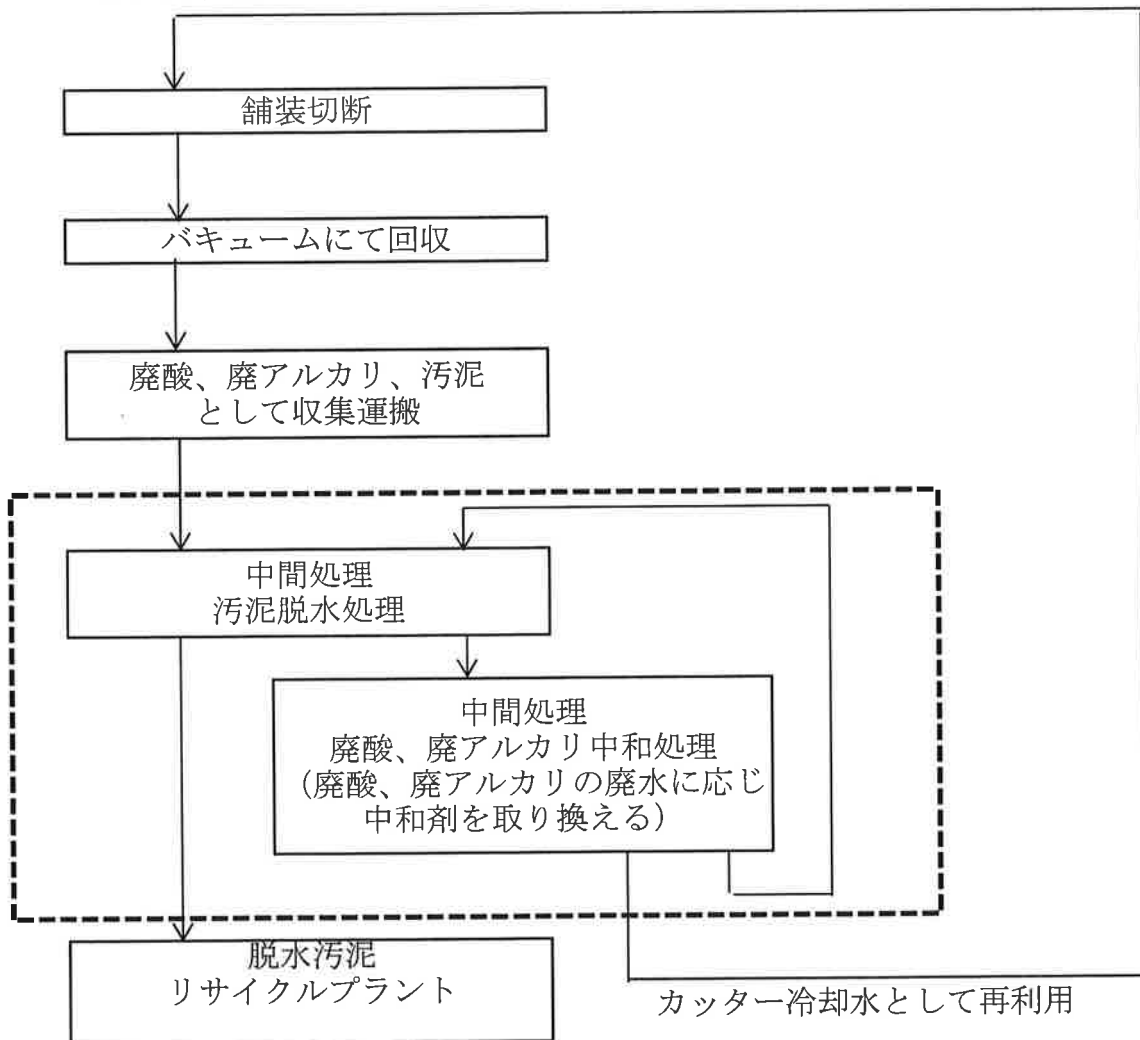 舗装切断
バキュームにて回収
廃酸、廃アルカリ、汚泥
として収集運搬
中間処理
汚泥脱水処理
中間処理
廃酸、廃アルカリ中和処理
（廃酸、廃アルカリの廃水に応じ
中和剤を取り換える）
脱水汚泥
リサイクルプラント
カッター冷却水として再利用